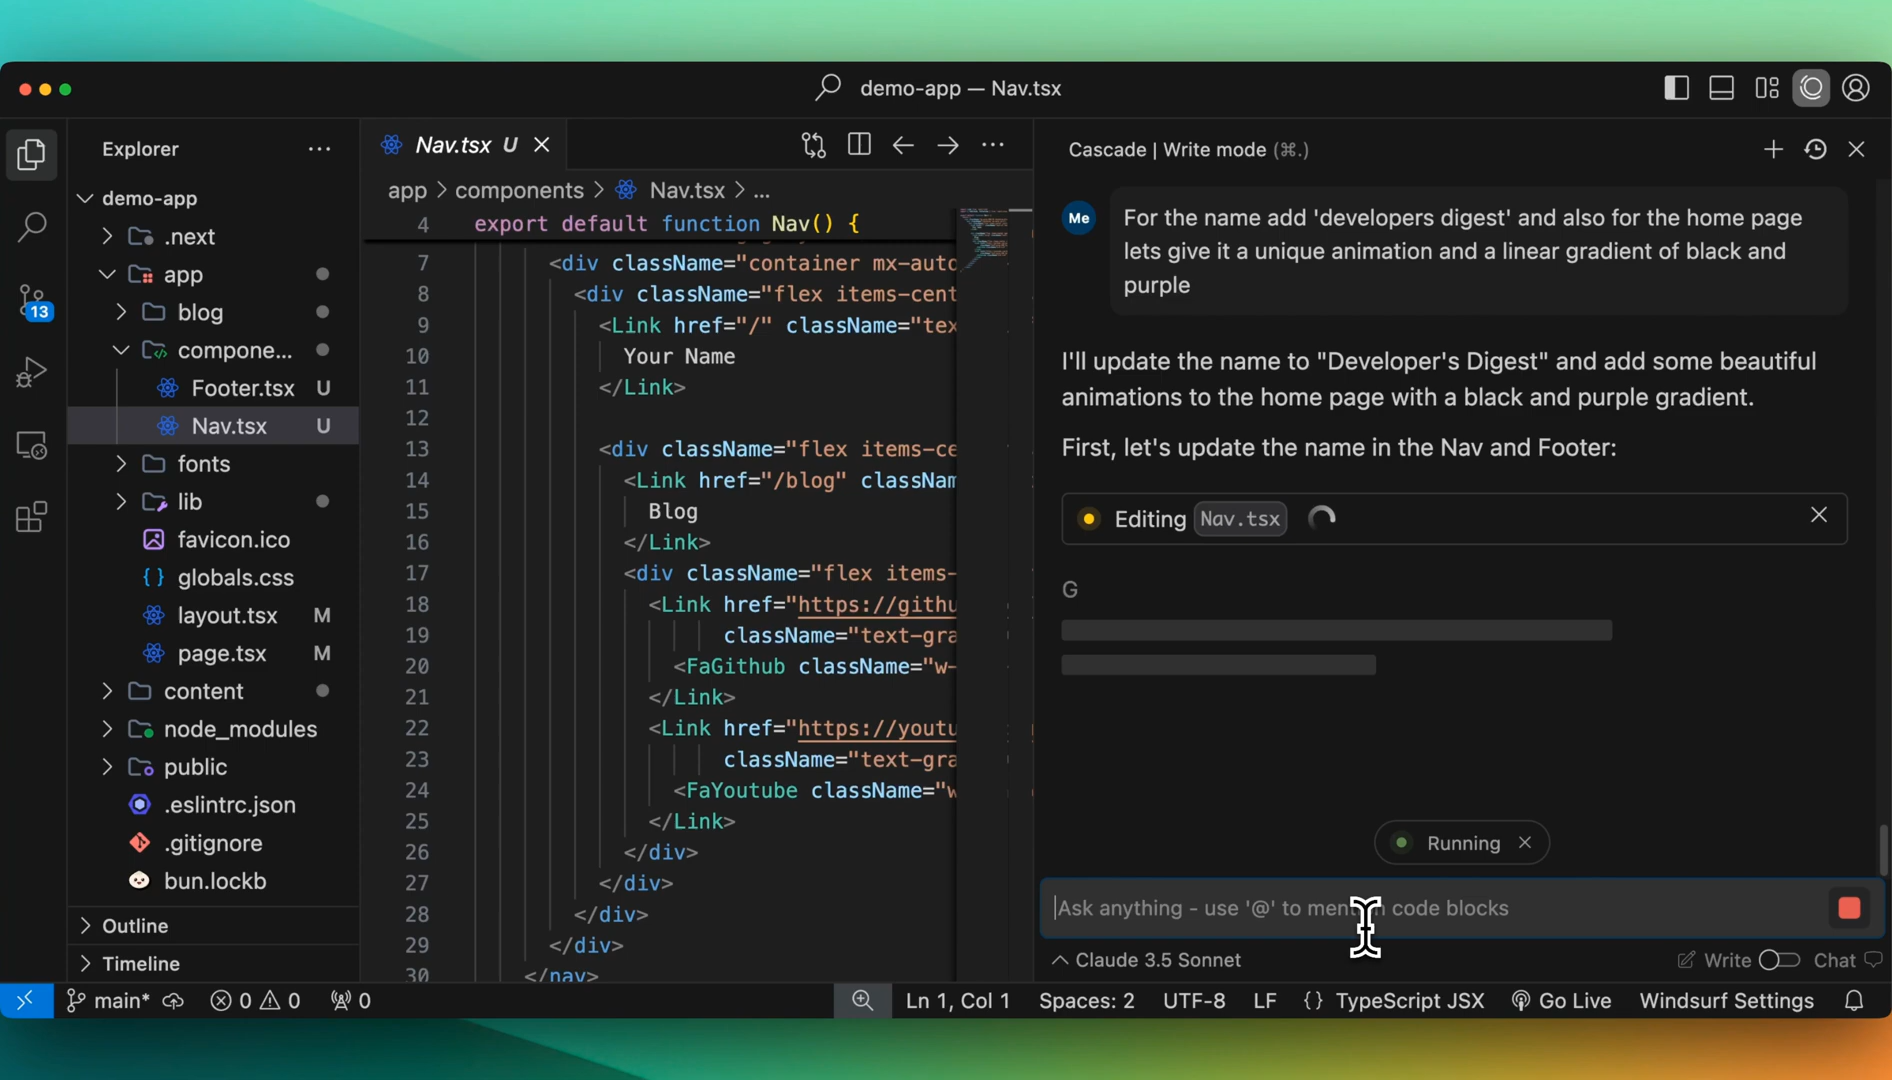 demo-app — Nav.tsx
Explorer
demo-app
.next
app
blog
compone...
Footer.tsx U
Nav.tsx U
fonts
lib
favicon.ico
globals.css
layout.tsx M
page.tsx M
content
node_modules
public
.eslintrc.json
.gitignore
bun.lockb
Outline
Timeline
13
Nav.tsx U
app > components > Nav.tsx > ...
4 export default function Nav() {
7 <div className="container mx-auto
8 <div className="flex items-cent
9 <Link href="/" className="tex
10 Your Name
11 </Link>
12
13 <div className="flex items-ce
14 <Link href="/blog" classNam
15 Blog
16 </Link>
17 <div className="flex items-
18 <Link href="https://githu
19 className="text-gra
20 <FaGithub className="w-
21 </Link>
22 <Link href="https://youtu
23 className="text-gra
24 <FaYoutube className="w
25 </Link>
26 </div>
27 </div>
28 </div>
29 </div>
30 </nav>
Cascade | Write mode (⌘.)
Me
For the name add 'developers digest' and also for the home page
lets give it a unique animation and a linear gradient of black and
purple
I'll update the name to "Developer's Digest" and add some beautiful
animations to the home page with a black and purple gradient.
First, let's update the name in the Nav and Footer:
Editing Nav.tsx
G
Running
Ask anything - use '@' to mention code blocks
Claude 3.5 Sonnet
Write Chat
main* 0 0 0 Ln 1, Col 1 Spaces: 2 UTF-8 LF {} TypeScript JSX Go Live Windsurf Settings